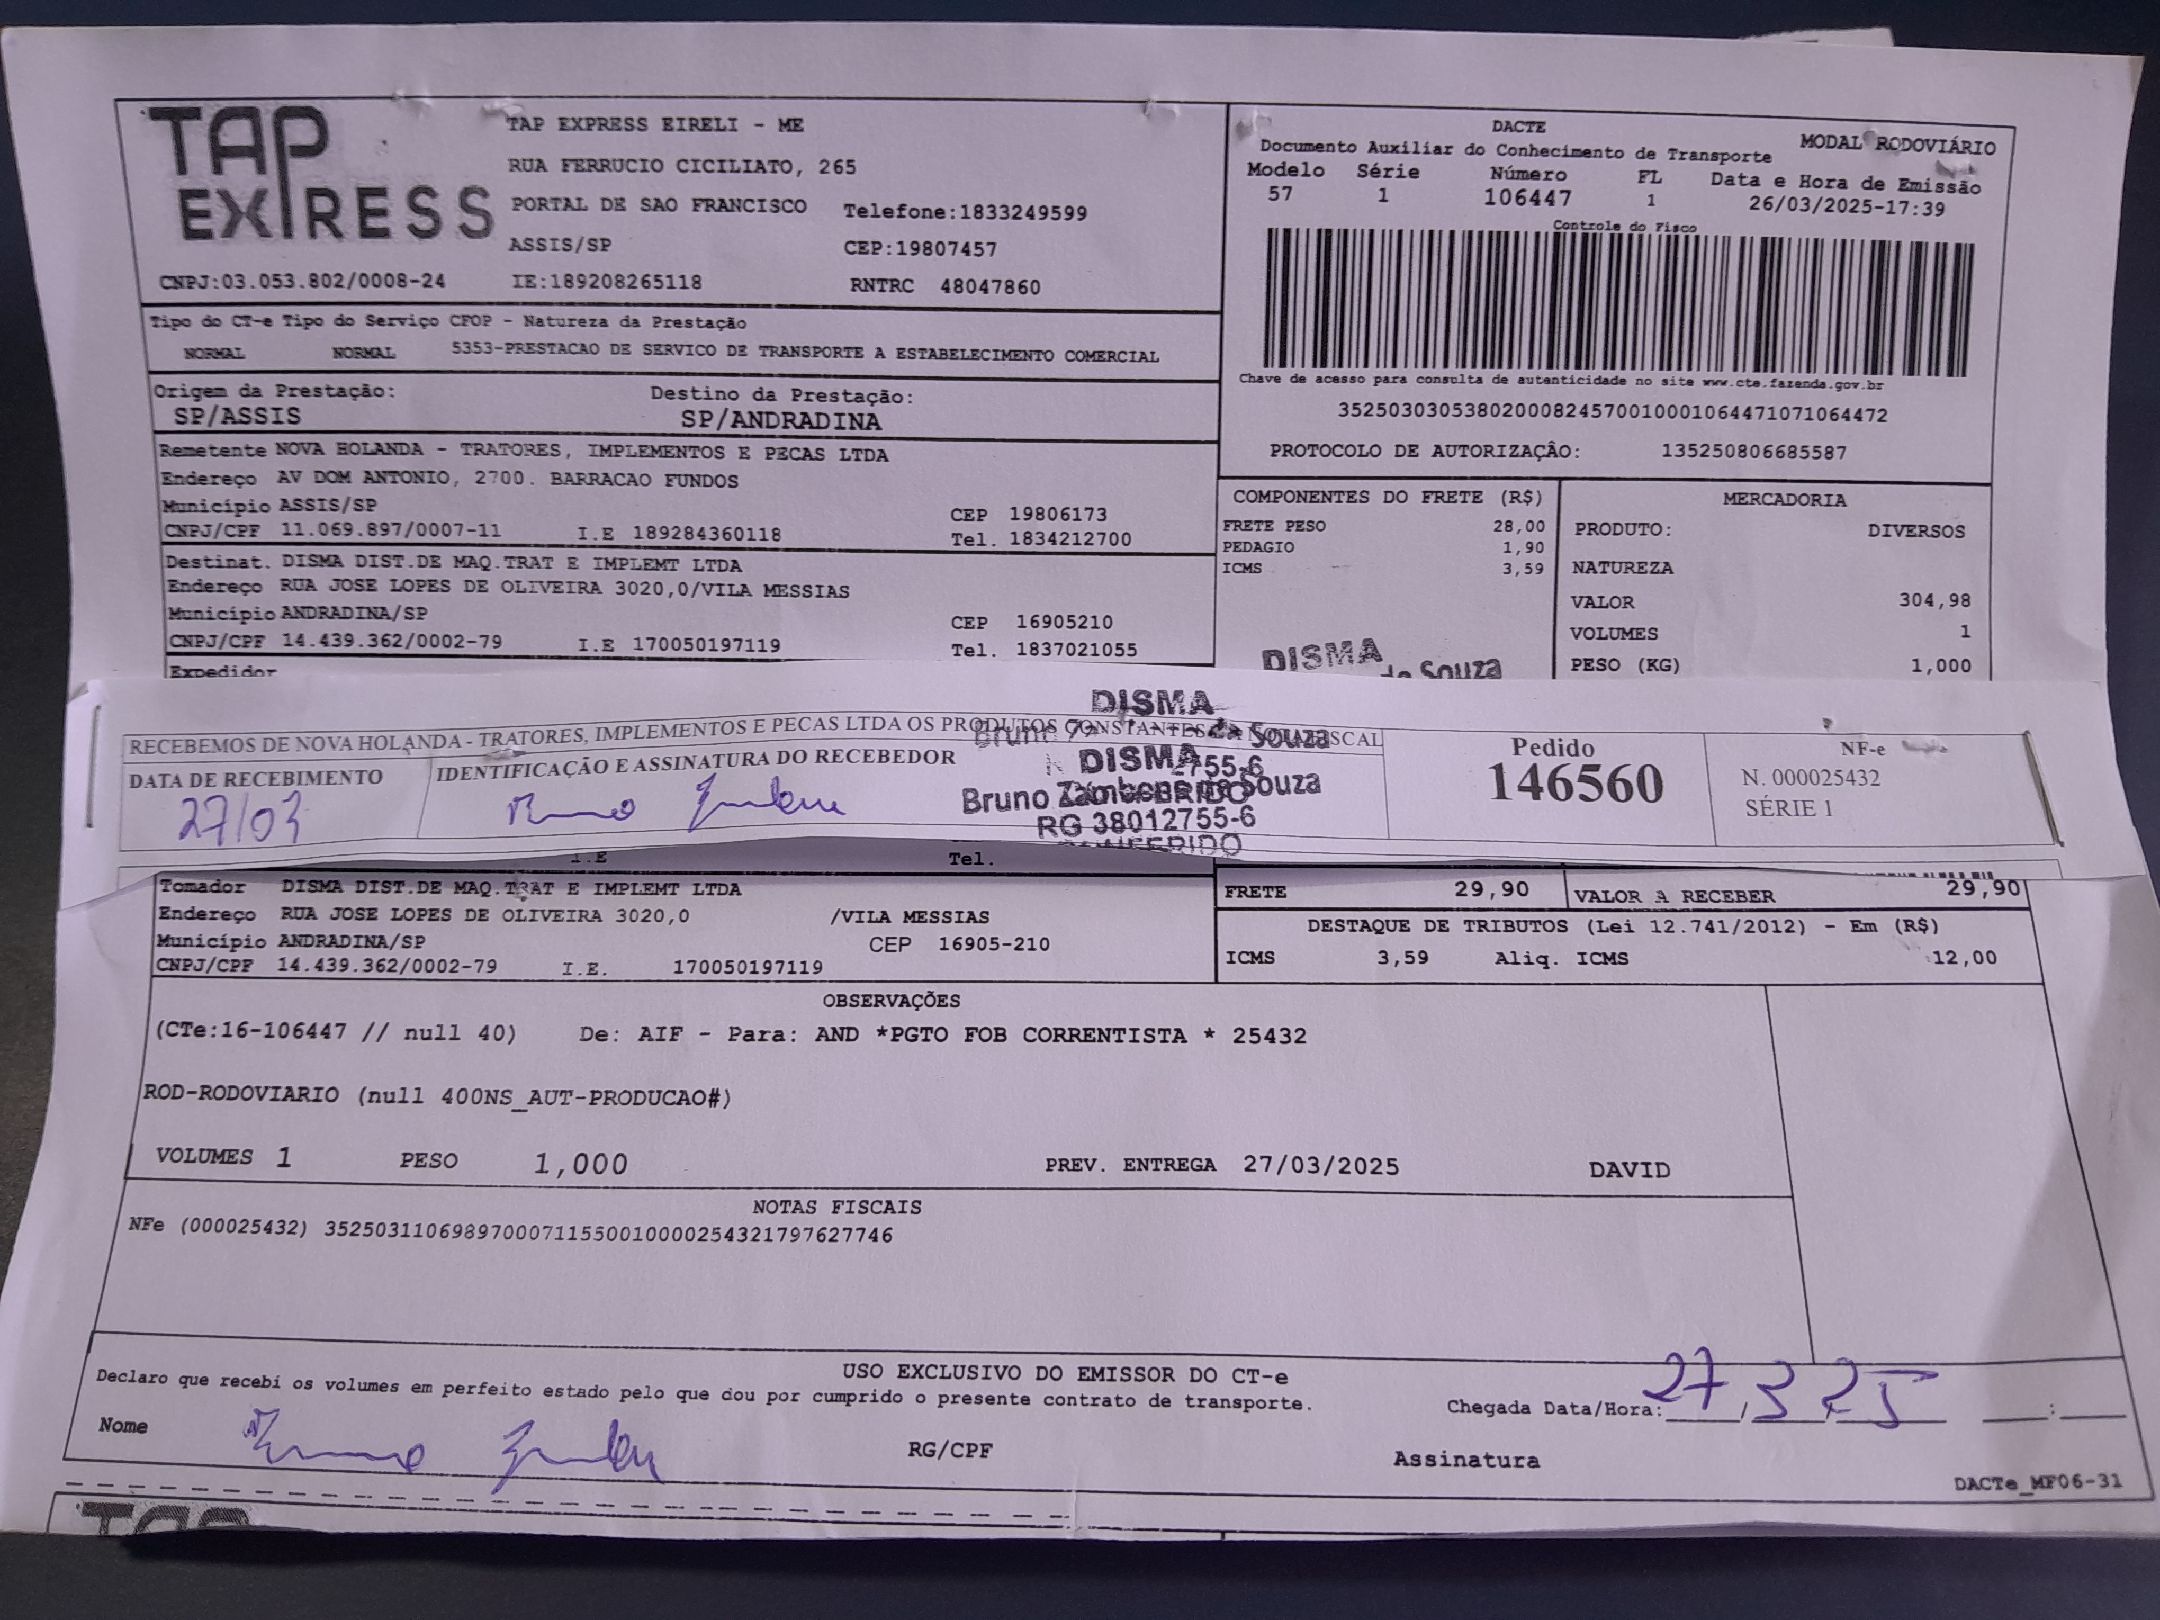 TAP EXPRESS
TAP EXPRESS EIRELI - ME
RUA FERRUCIO CICILIATO, 265
PORTAL DE SAO FRANCISCO Telefone:1833249599
ASSIS/SP CEP:19807457
CNPJ:03.053.802/0008-24 IE:189208265118 RNTRC 48047860
DACTE MODAL RODOVIÁRIO
Documento Auxiliar do Conhecimento de Transporte
Modelo Série Número FL Data e Hora de Emissão
57 1 106447 1 26/03/2025-17:39
Controle do Fisco
Chave de acesso para consulta de autenticidade no site www.cte.fazenda.gov.br
35250303053802000824570010001064471071064472
PROTOCOLO DE AUTORIZAÇÂO: 135250806685587
Tipo do CT-e Tipo do Serviço CFOP - Natureza da Prestação
NORMAL NORMAL 5353-PRESTACAO DE SERVICO DE TRANSPORTE A ESTABELECIMENTO COMERCIAL
Origem da Prestação: Destino da Prestação:
SP/ASSIS SP/ANDRADINA
Remetente NOVA HOLANDA - TRATORES, IMPLEMENTOS E PECAS LTDA
Endereço AV DOM ANTONIO, 2700. BARRACAO FUNDOS
Município ASSIS/SP CEP 19806173
CNPJ/CPF 11.069.897/0007-11 I.E 189284360118 Tel. 1834212700
Destinat. DISMA DIST.DE MAQ.TRAT E IMPLEMT LTDA
Endereço RUA JOSE LOPES DE OLIVEIRA 3020,0/VILA MESSIAS
Município ANDRADINA/SP CEP 16905210
CNPJ/CPF 14.439.362/0002-79 I.E 170050197119 Tel. 1837021055
Expedidor
COMPONENTES DO FRETE (R$)
FRETE PESO 28,00
PEDAGIO 1,90
ICMS 3,59
MERCADORIA
PRODUTO: DIVERSOS
NATUREZA
VALOR 304,98
VOLUMES 1
PESO (KG) 1,000
DISMA
de Souza
DISMA
RECEBEMOS DE NOVA HOLANDA - TRATORES, IMPLEMENTOS E PECAS LTDA OS PRODUTOS CONSTANTES
DATA DE RECEBIMENTO IDENTIFICAÇÃO E ASSINATURA DO RECEBEDOR
27/03 Bruno
DISMA
Bruno Zambone de Souza
RG 38012755-6
CONFERIDO
Pedido
146560
NF-e
N. 000025432
SÉRIE 1
I.E Tel.
Tomador DISMA DIST.DE MAQ.TRAT E IMPLEMT LTDA
Endereço RUA JOSE LOPES DE OLIVEIRA 3020,0 /VILA MESSIAS
Município ANDRADINA/SP CEP 16905-210
CNPJ/CPF 14.439.362/0002-79 I.E. 170050197119
FRETE 29,90 VALOR A RECEBER 29,90
DESTAQUE DE TRIBUTOS (Lei 12.741/2012) - Em (R$)
ICMS 3,59 Aliq. ICMS 12,00
OBSERVAÇÕES
(CTe:16-106447 // null 40) De: AIF - Para: AND *PGTO FOB CORRENTISTA * 25432
ROD-RODOVIARIO (null 400NS_AUT-PRODUCAO#)
VOLUMES 1 PESO 1,000 PREV. ENTREGA 27/03/2025 DAVID
NOTAS FISCAIS
NFe (000025432) 35250311069897000711550010000254321797627746
USO EXCLUSIVO DO EMISSOR DO CT-e
Declaro que recebi os volumes em perfeito estado pelo que dou por cumprido o presente contrato de transporte.
Chegada Data/Hora: 27/3/25 :
Nome Bruno RG/CPF Assinatura
DACTe_MF06-31
TAP